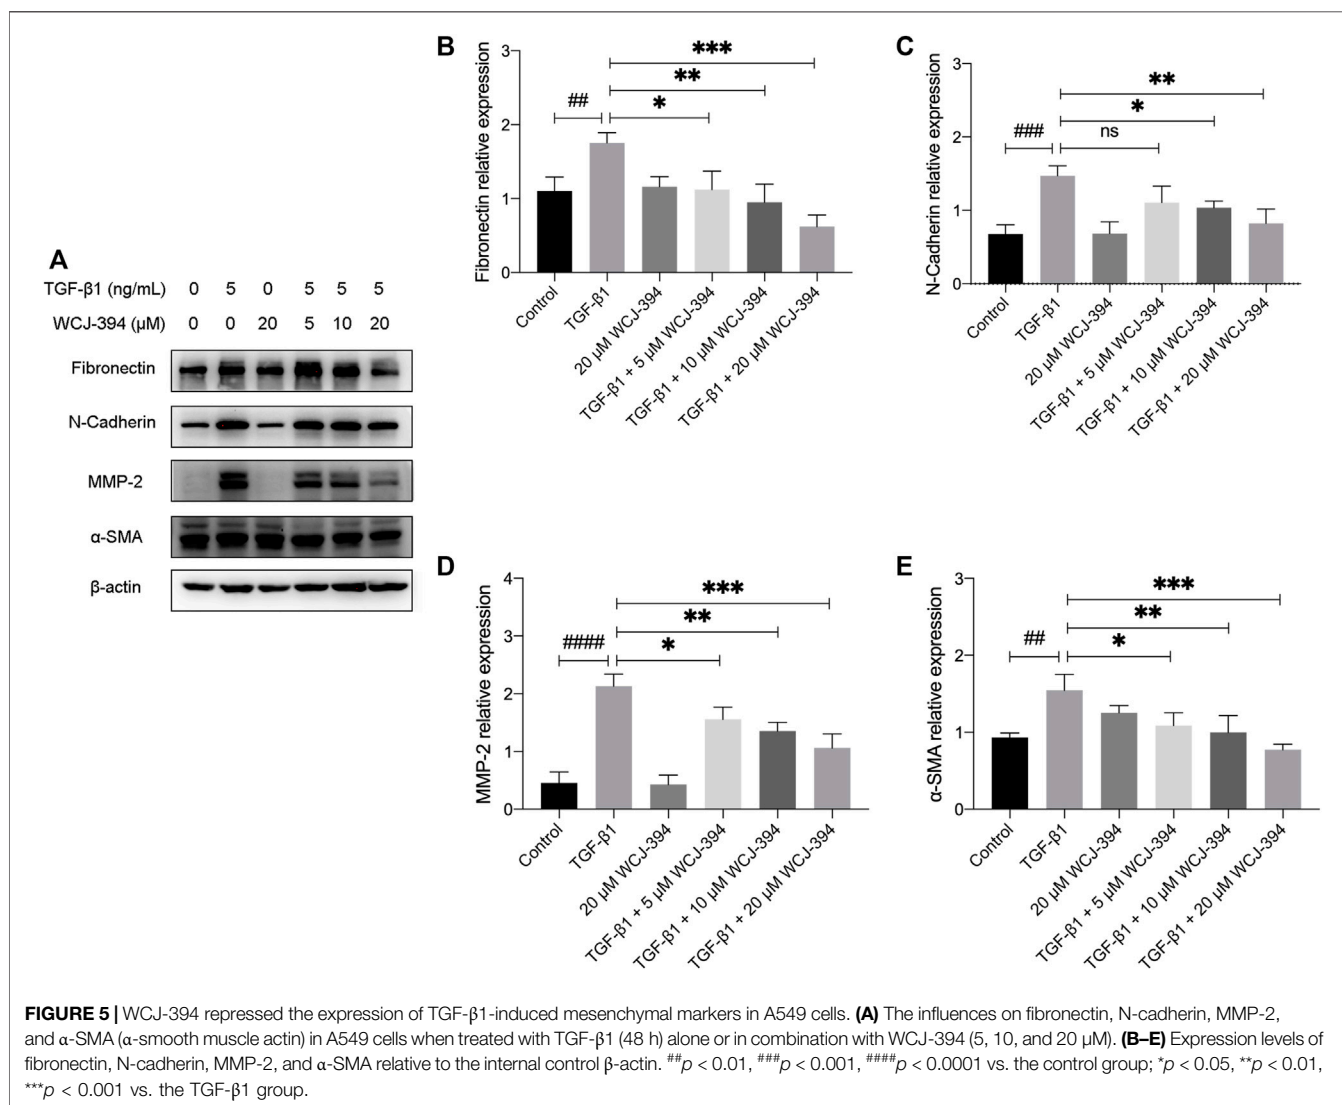 A
TGF-β1 (ng/mL) 0 5 0 5 5 5
WCJ-394 (μM) 0 0 20 5 10 20
Fibronectin
N-Cadherin
MMP-2
α-SMA
β-actin
B
Fibronectin relative expression
3
2
1
0
##
*
**
***
Control
TGF-β1
20 μM WCJ-394
TGF-β1 + 5 μM WCJ-394
TGF-β1 + 10 μM WCJ-394
TGF-β1 + 20 μM WCJ-394
C
N-Cadherin relative expression
3
2
1
0
###
ns
*
**
Control
TGF-β1
20 μM WCJ-394
TGF-β1 + 5 μM WCJ-394
TGF-β1 + 10 μM WCJ-394
TGF-β1 + 20 μM WCJ-394
D
MMP-2 relative expression
4
3
2
1
0
####
*
**
***
Control
TGF-β1
20 μM WCJ-394
TGF-β1 + 5 μM WCJ-394
TGF-β1 + 10 μM WCJ-394
TGF-β1 + 20 μM WCJ-394
E
α-SMA relative expression
3
2
1
0
##
*
**
***
Control
TGF-β1
20 μM WCJ-394
TGF-β1 + 5 μM WCJ-394
TGF-β1 + 10 μM WCJ-394
TGF-β1 + 20 μM WCJ-394
FIGURE 5 | WCJ-394 repressed the expression of TGF-β1-induced mesenchymal markers in A549 cells. (A) The influences on fibronectin, N-cadherin, MMP-2,
and α-SMA (α-smooth muscle actin) in A549 cells when treated with TGF-β1 (48 h) alone or in combination with WCJ-394 (5, 10, and 20 μM). (B–E) Expression levels of
fibronectin, N-cadherin, MMP-2, and α-SMA relative to the internal control β-actin. ##p < 0.01, ###p < 0.001, ####p < 0.0001 vs. the control group; *p < 0.05, **p < 0.01,
***p < 0.001 vs. the TGF-β1 group.